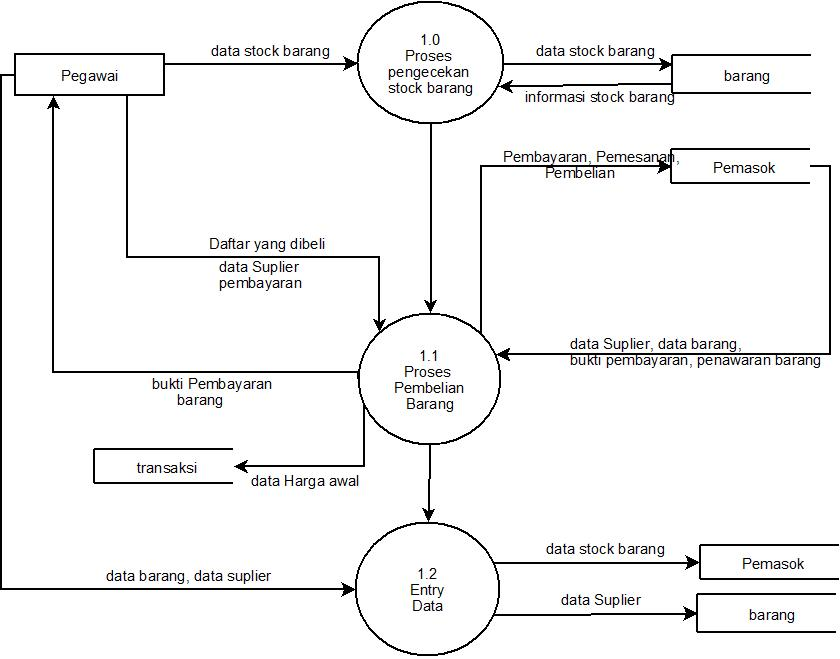 Pegawai
data stock barang
1.0
Proses
pengecekan
stock barang
data stock barang
barang
informasi stock barang
Pembayaran, Pemesanan,
Pembelian
Pemasok
Daftar yang dibeli
data Suplier
pembayaran
1.1
Proses
Pembelian
Barang
data Suplier, data barang,
bukti pembayaran, penawaran barang
bukti Pembayaran
barang
transaksi
data Harga awal
1.2
Entry
Data
data barang, data suplier
data stock barang
Pemasok
data Suplier
barang